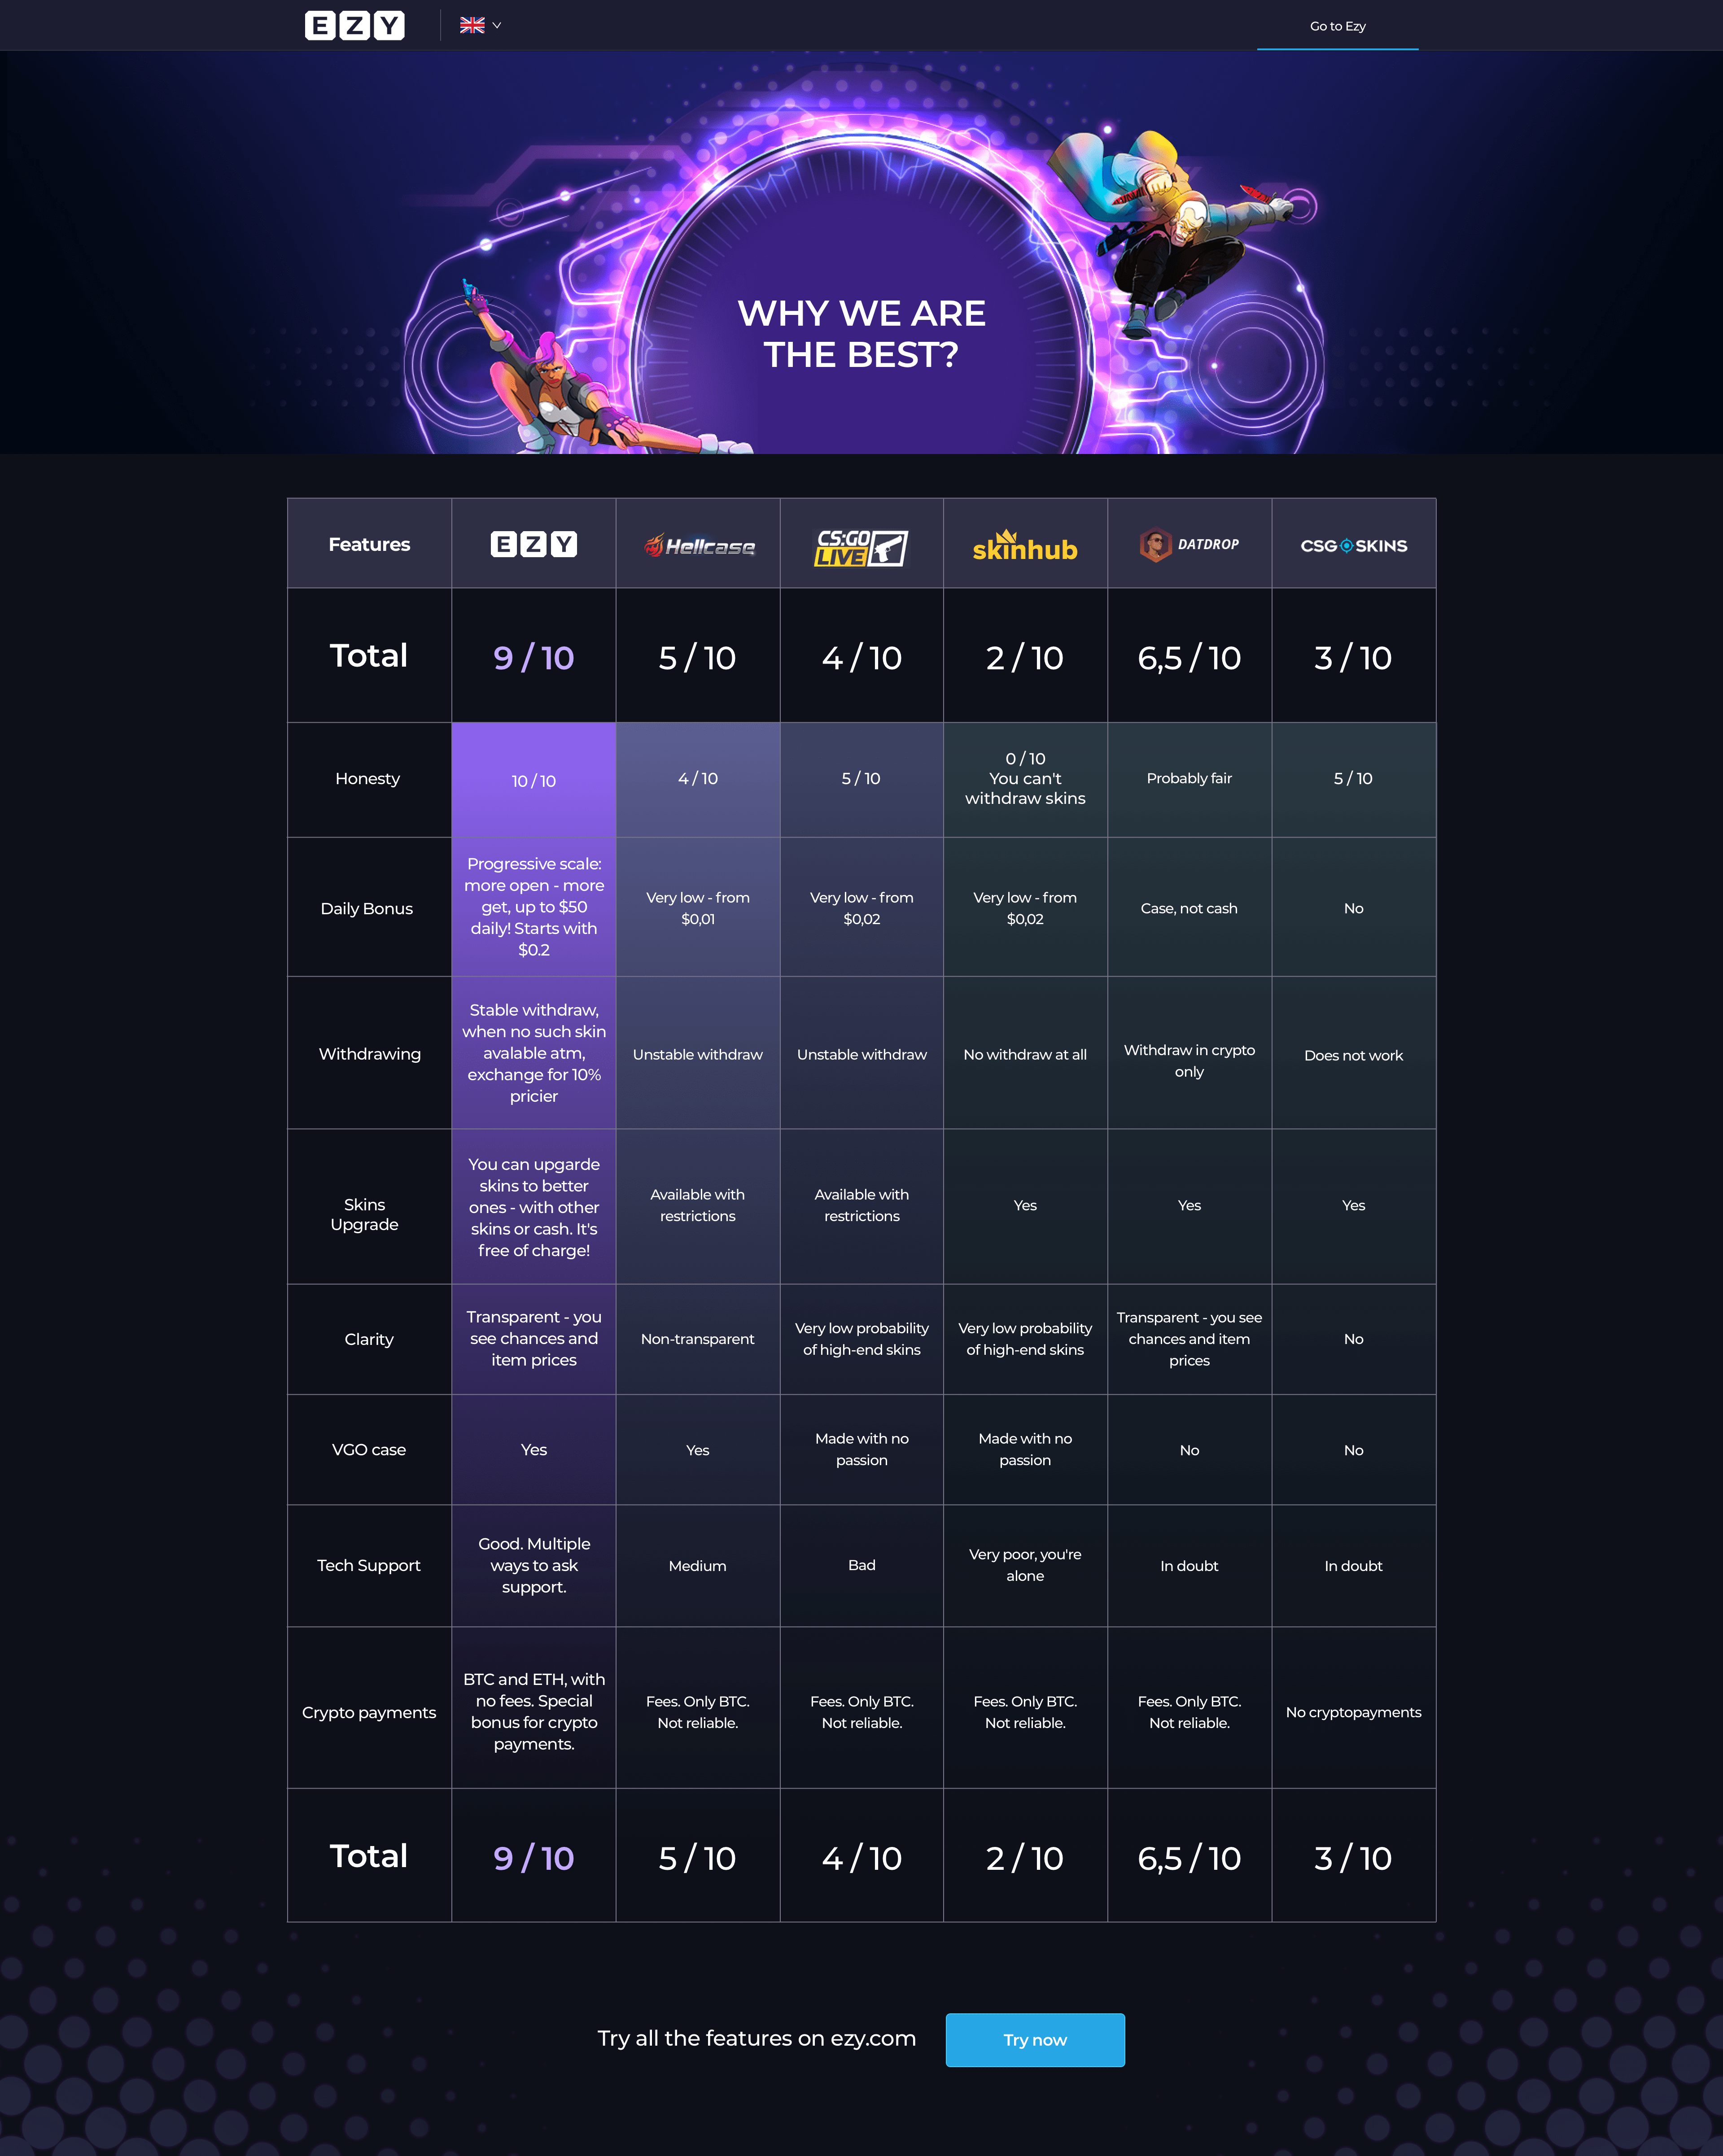 EZY
Go to Ezy
WHY WE ARE
THE BEST?
Features
EZY
Hellcase
CS:GO
LIVE
skinhub
DATDROP
CSG SKINS
Total
9 / 10
5 / 10
4 / 10
2 / 10
6,5 / 10
3 / 10
Honesty
10 / 10
4 / 10
5 / 10
0 / 10
You can't
withdraw skins
Probably fair
5 / 10
Daily Bonus
Progressive scale:
more open - more
get, up to $50
daily! Starts with
$0.2
Very low - from
$0,01
Very low - from
$0,02
Very low - from
$0,02
Case, not cash
No
Withdrawing
Stable withdraw,
when no such skin
avalable atm,
exchange for 10%
pricier
Unstable withdraw
Unstable withdraw
No withdraw at all
Withdraw in crypto
only
Does not work
Skins
Upgrade
You can upgarde
skins to better
ones - with other
skins or cash. It's
free of charge!
Available with
restrictions
Available with
restrictions
Yes
Yes
Yes
Clarity
Transparent - you
see chances and
item prices
Non-transparent
Very low probability
of high-end skins
Very low probability
of high-end skins
Transparent - you see
chances and item
prices
No
VGO case
Yes
Yes
Made with no
passion
Made with no
passion
No
No
Tech Support
Good. Multiple
ways to ask
support.
Medium
Bad
Very poor, you're
alone
In doubt
In doubt
Crypto payments
BTC and ETH, with
no fees. Special
bonus for crypto
payments.
Fees. Only BTC.
Not reliable.
Fees. Only BTC.
Not reliable.
Fees. Only BTC.
Not reliable.
Fees. Only BTC.
Not reliable.
No cryptopayments
Total
9 / 10
5 / 10
4 / 10
2 / 10
6,5 / 10
3 / 10
Try all the features on ezy.com
Try now